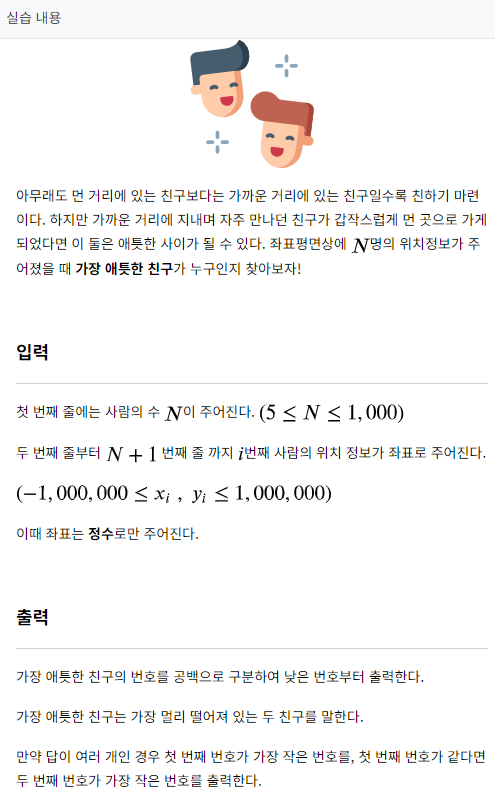 실습 내용
아무래도 먼 거리에 있는 친구보다는 가까운 거리에 있는 친구일수록 친하기 마련
이다. 하지만 가까운 거리에 지내며 자주 만나던 친구가 갑작스럽게 먼 곳으로 가게
되었다면 이 둘은 애틋한 사이가 될 수 있다. 좌표평면상에 N명의 위치정보가 주
어졌을 때 가장 애틋한 친구가 누구인지 찾아보자!
입력
첫 번째 줄에는 사람의 수 N이 주어진다. (5 ≤ N ≤ 1,000)
두 번째 줄부터 N + 1 번째 줄 까지 i번째 사람의 위치 정보가 좌표로 주어진다.
(−1,000,000 ≤ xᵢ , yᵢ ≤ 1,000,000)
이때 좌표는 정수로만 주어진다.
출력
가장 애틋한 친구의 번호를 공백으로 구분하여 낮은 번호부터 출력한다.
가장 애틋한 친구는 가장 멀리 떨어져 있는 두 친구를 말한다.
만약 답이 여러 개인 경우 첫 번째 번호가 가장 작은 번호를, 첫 번째 번호가 같다면
두 번째 번호가 가장 작은 번호를 출력한다.